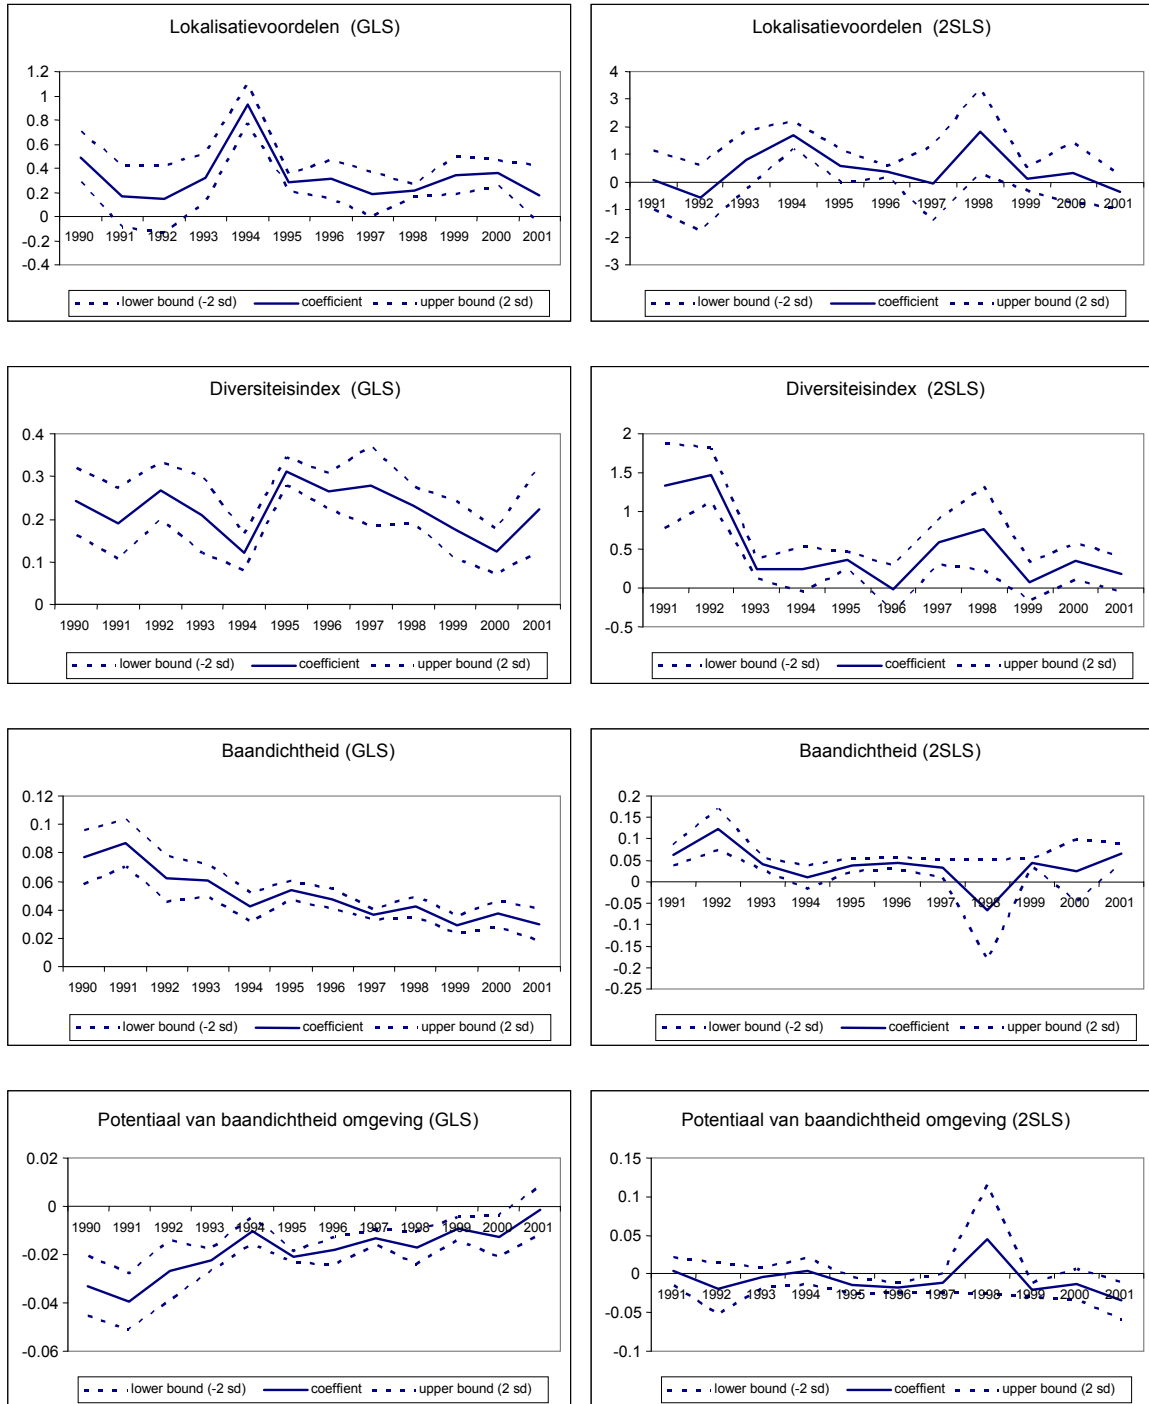 Lokalisatievoordelen (GLS)
1.2
1
0.8
0.6
0.4
0.2
0
-0.2
-0.4
1990 1991 1992 1993 1994 1995 1996 1997 1998 1999 2000 2001
lower bound (-2 sd) coefficient upper bound (2 sd)
Lokalisatievoordelen (2SLS)
4
3
2
1
0
-1
-2
-3
1991 1992 1993 1994 1995 1996 1997 1998 1999 2000 2001
lower bound (-2 sd) coefficient upper bound (2 sd)
Diversiteisindex (GLS)
0.4
0.3
0.2
0.1
0
1990 1991 1992 1993 1994 1995 1996 1997 1998 1999 2000 2001
lower bound (-2 sd) coefficient upper bound (2 sd)
Diversiteisindex (2SLS)
2
1.5
1
0.5
0
-0.5
1991 1992 1993 1994 1995 1996 1997 1998 1999 2000 2001
lower bound (-2 sd) coefficient upper bound (2 sd)
Baandichtheid (GLS)
0.12
0.1
0.08
0.06
0.04
0.02
0
1990 1991 1992 1993 1994 1995 1996 1997 1998 1999 2000 2001
lower bound (-2 sd) coefficient upper bound (2 sd)
Baandichtheid (2SLS)
0.2
0.15
0.1
0.05
0
-0.05
-0.1
-0.15
-0.2
-0.25
1991 1992 1993 1994 1995 1996 1997 1998 1999 2000 2001
lower bound (-2 sd) coefficient upper bound (2 sd)
Potentiaal van baandichtheid omgeving (GLS)
0.02
0
-0.02
-0.04
-0.06
1990 1991 1992 1993 1994 1995 1996 1997 1998 1999 2000 2001
lower bound (-2 sd) coeffient upper bound (2 sd)
Potentiaal van baandichtheid omgeving (2SLS)
0.15
0.1
0.05
0
-0.05
-0.1
1991 1992 1993 1994 1995 1996 1997 1998 1999 2000 2001
lower bound (-2 sd) coefficient upper bound (2 sd)